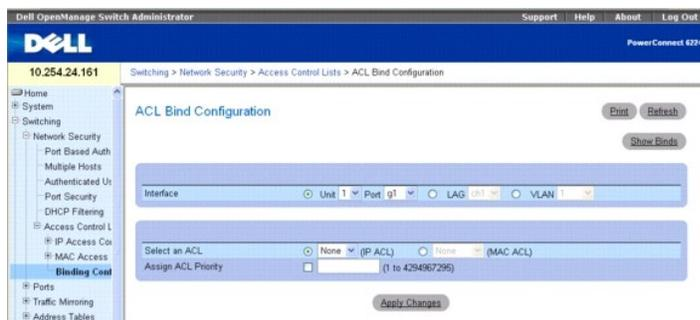 Dell OpenManage Switch Administrator
Support Help About Log Out
DELL
PowerConnect 6224
10.254.24.161
Switching > Network Security > Access Control Lists > ACL Bind Configuration
Home
System
Switching
Network Security
Port Based Auth
Multiple Hosts
Authenticated Us
Port Security
DHCP Filtering
Access Control L
IP Access Co
MAC Access
Binding Conf
Ports
Traffic Mirroring
Address Tables
ACL Bind Configuration
Print Refresh
Show Binds
Interface Unit 1 Port g1 LAG ch1 VLAN 1
Select an ACL None (IP ACL) None (MAC ACL)
Assign ACL Priority (1 to 4294967295)
Apply Changes